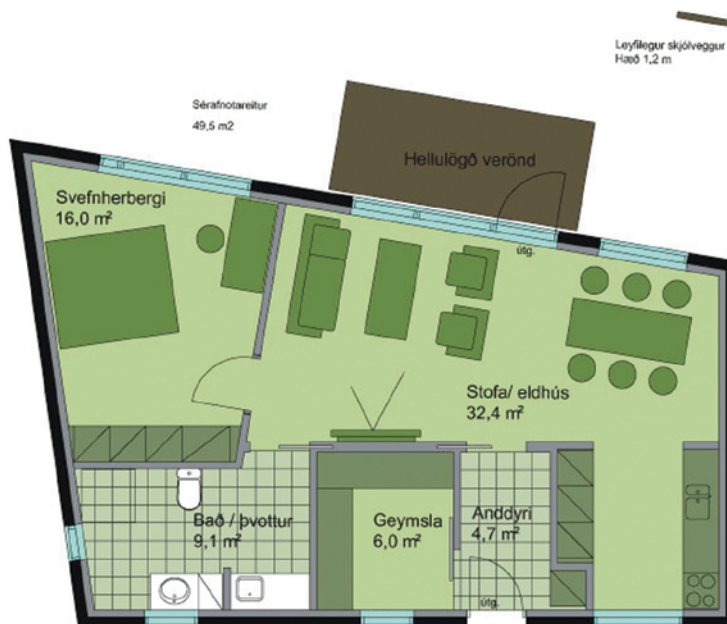 Leyfilegur skjólveggur
Hæð 1,2 m
Sérafnotareitur
49,5 m2
Hellulögð verönd
Svefnherbergi
16,0 m²
útg.
Stofa/ eldhús
32,4 m²
Bað / þvottur
9,1 m²
Geymsla
6,0 m²
Anddyri
4,7 m²
útg.